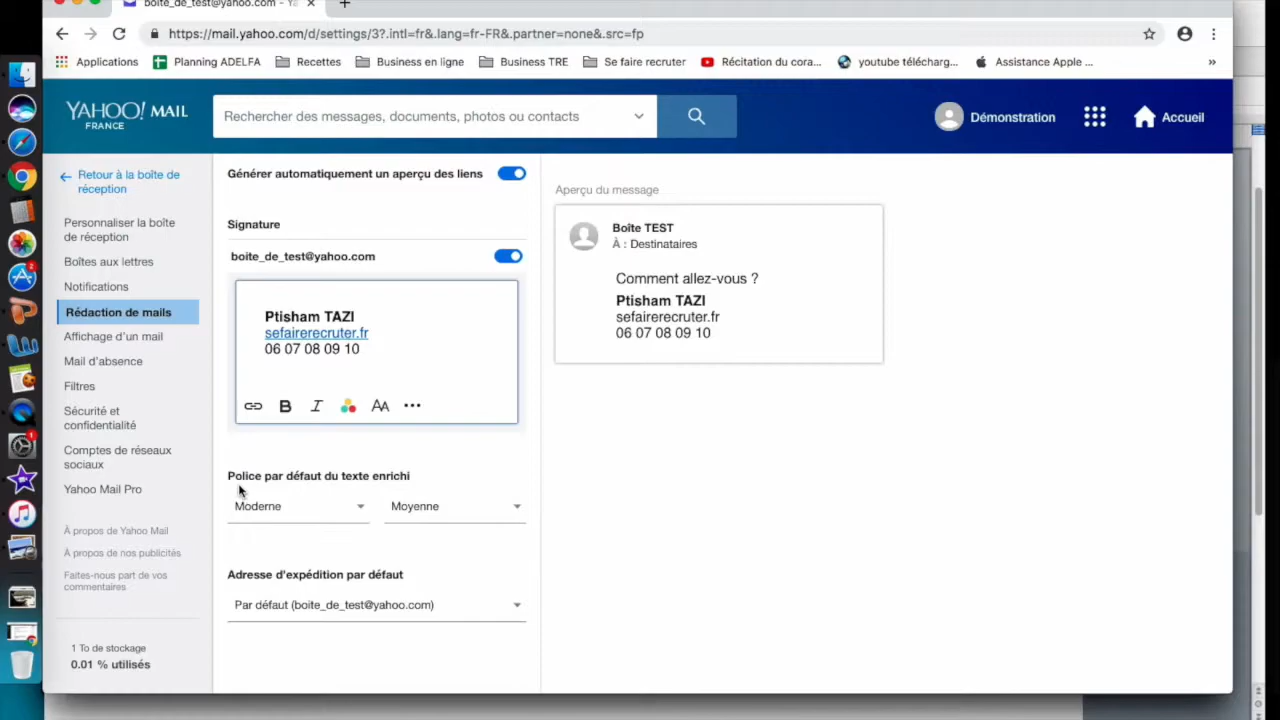 boite_de_test@yahoo.com - Ya
https://mail.yahoo.com/d/settings/3?.intl=fr&.lang=fr-FR&.partner=none&.src=fp
Applications
Planning ADELFA
Recettes
Business en ligne
Business TRE
Se faire recruter
Récitation du cora...
youtube télécharg...
Assistance Apple ...
»
YAHOO! MAIL
FRANCE
Rechercher des messages, documents, photos ou contacts
Démonstration
Accueil
Retour à la boîte de
réception
Personnaliser la boîte
de réception
Boîtes aux lettres
Notifications
Rédaction de mails
Affichage d'un mail
Mail d'absence
Filtres
Sécurité et
confidentialité
Comptes de réseaux
sociaux
Yahoo Mail Pro
À propos de Yahoo Mail
À propos de nos publicités
Faites-nous part de vos
commentaires
1 To de stockage
0.01 % utilisés
Générer automatiquement un aperçu des liens
Signature
boite_de_test@yahoo.com
Ptisham TAZI
sefairerecruter.fr
06 07 08 09 10
B I AA
Police par défaut du texte enrichi
Moderne
Moyenne
Adresse d'expédition par défaut
Par défaut (boite_de_test@yahoo.com)
Aperçu du message
Boîte TEST
À : Destinataires
Comment allez-vous ?
Ptisham TAZI
sefairerecruter.fr
06 07 08 09 10
2
1